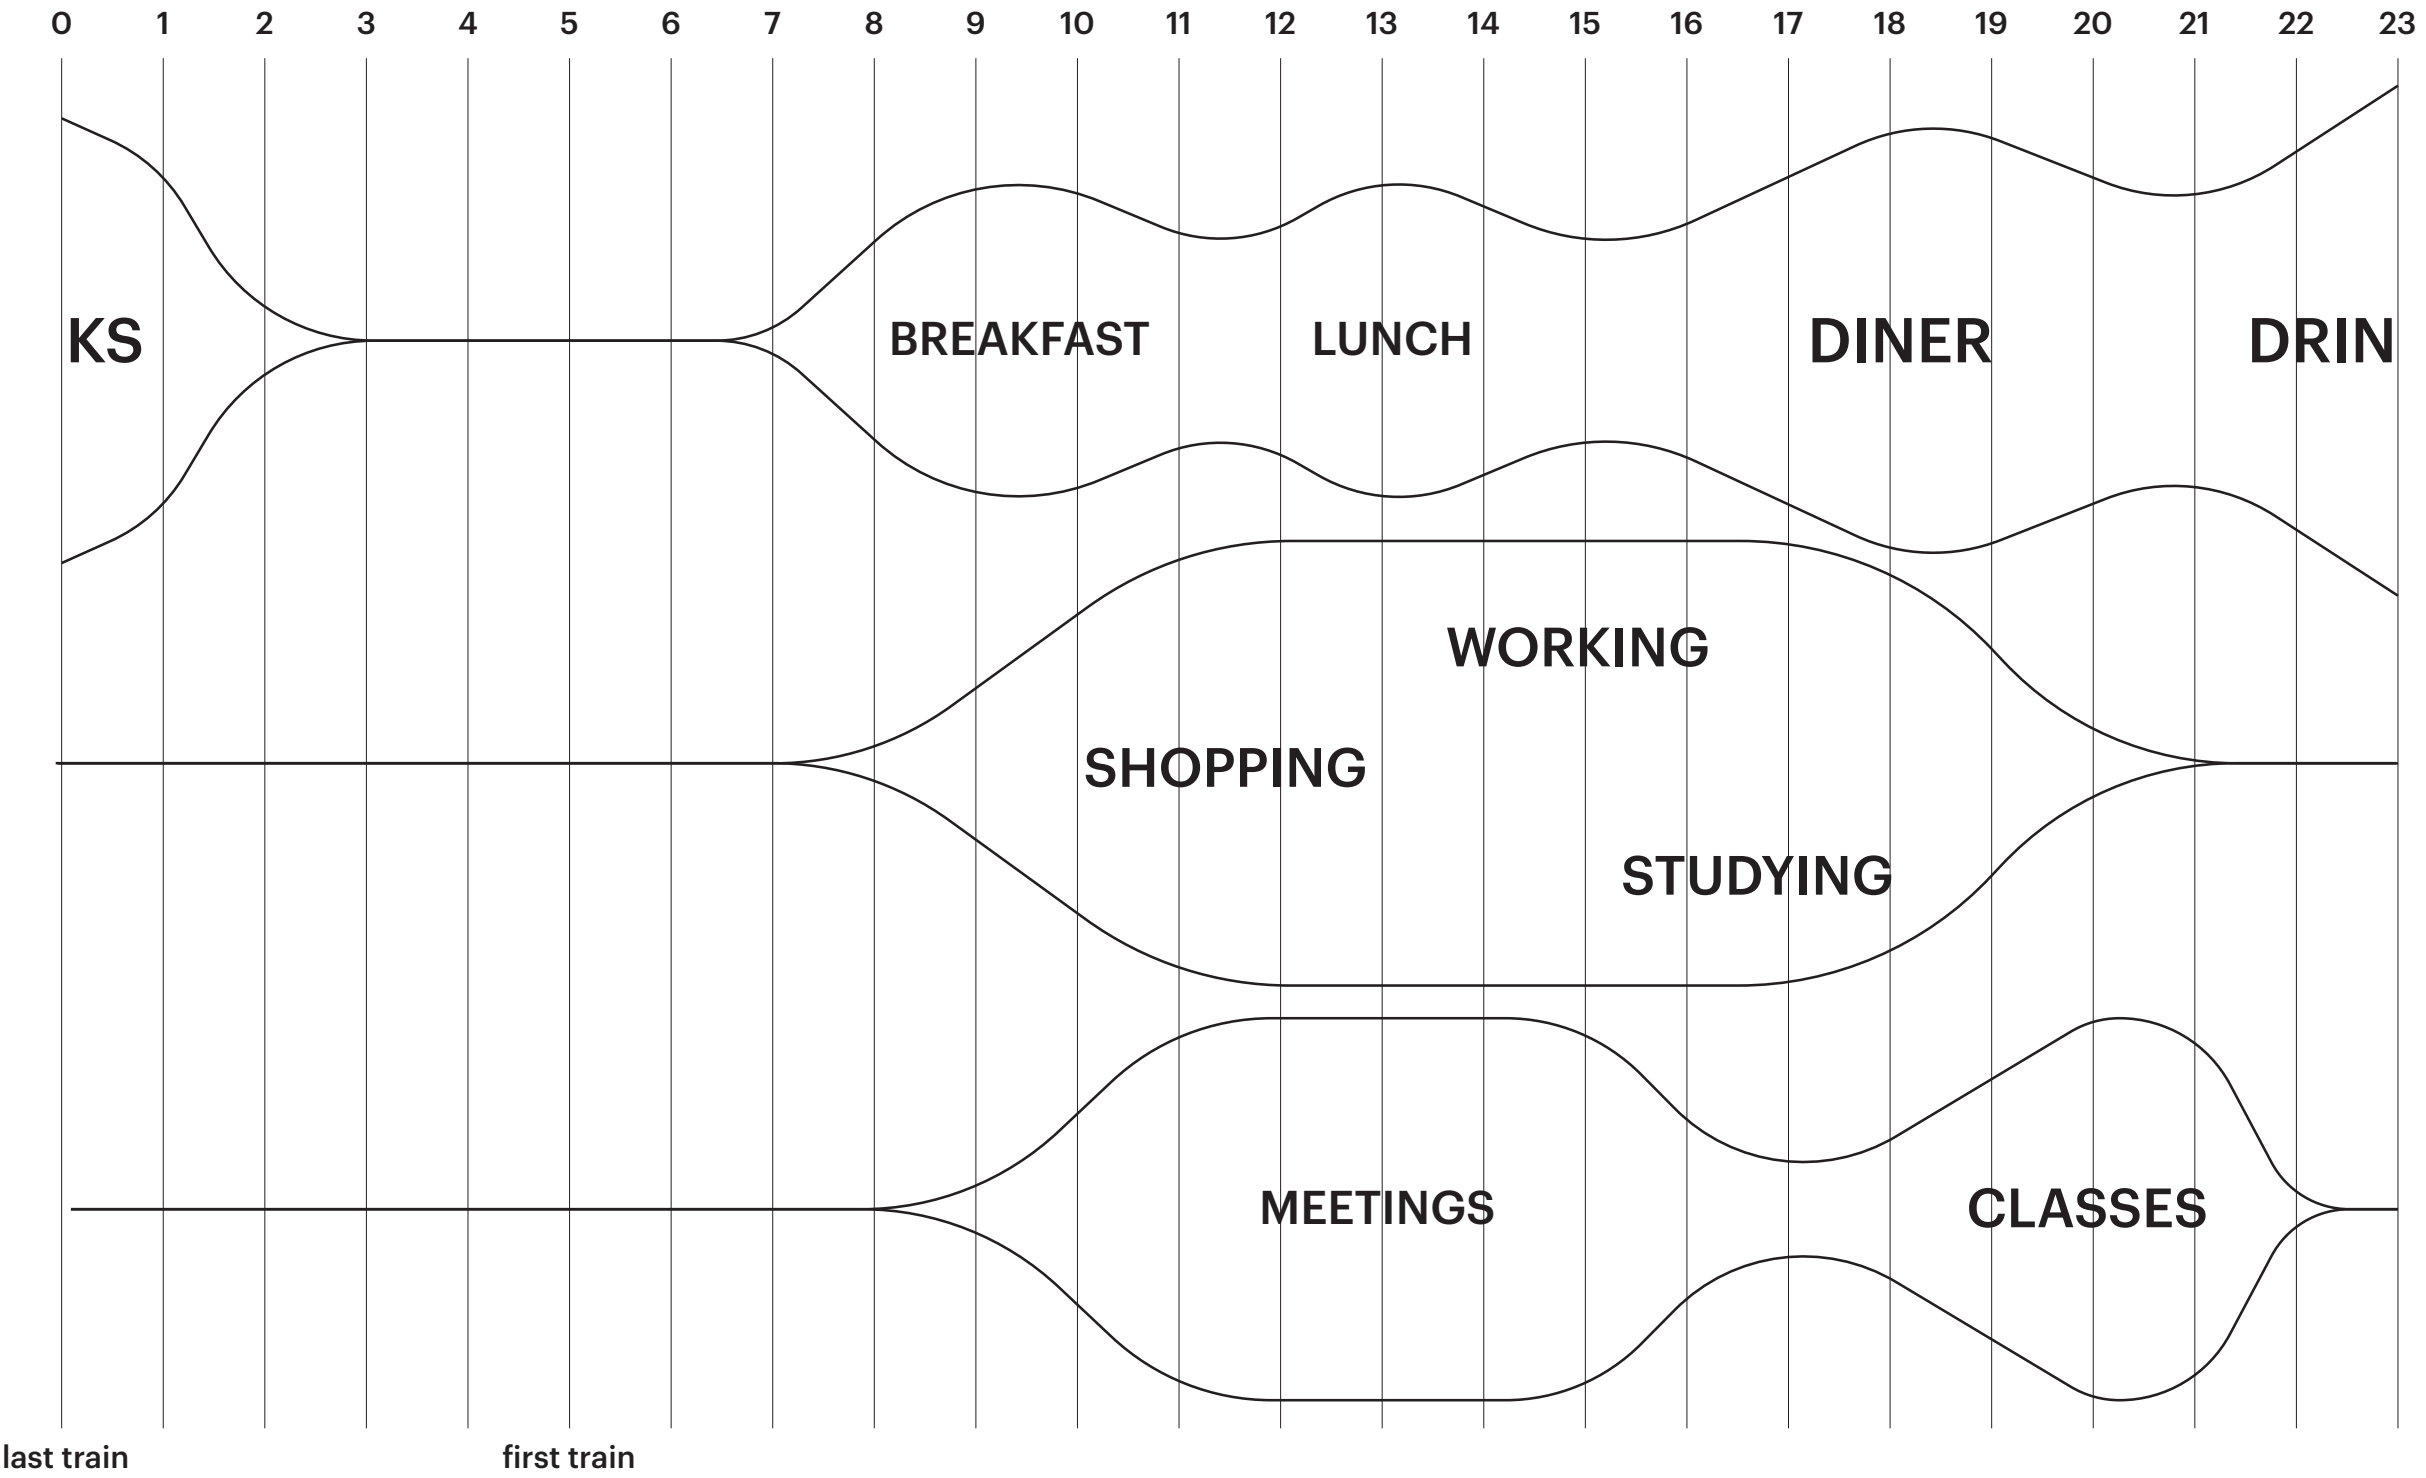 0 1 2 3 4 5 6 7 8 9 10 11 12 13 14 15 16 17 18 19 20 21 22 23
KS BREAKFAST LUNCH DINER DRIN
WORKING
SHOPPING
STUDYING
MEETINGS CLASSES
last train first train